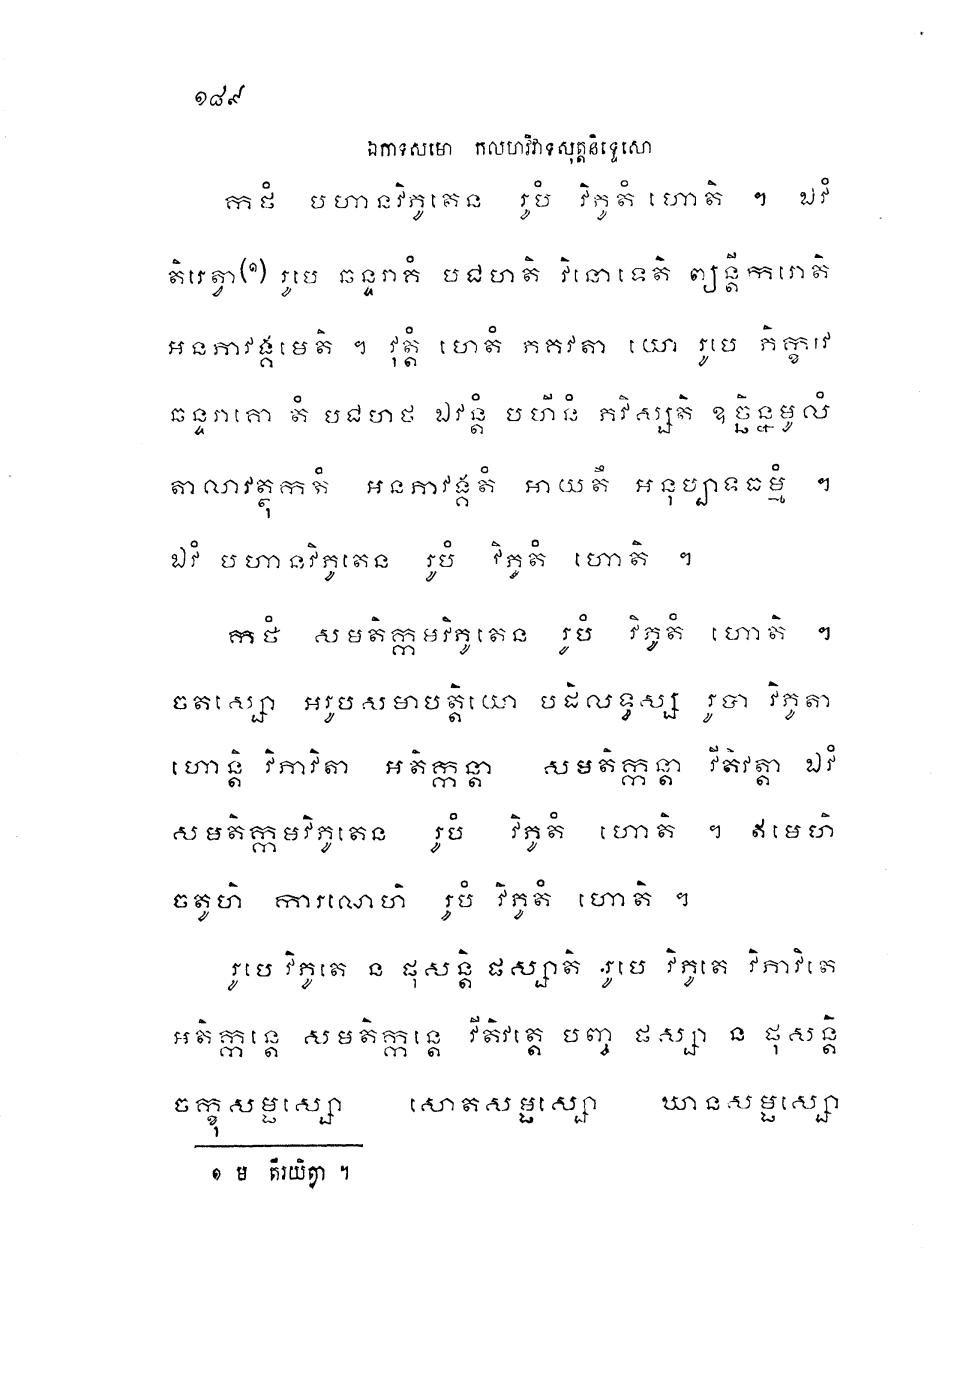 ១៨៩
ឯកាទសមោ កលហវិវាទសុត្តនិទ្ទេសោ
កថំ បហានវិភូតេន រូបំ វិភូតំ ហោតិ ។ ឯវំ
តិរេត្វា(១) រូបេ ឆន្ទរាគំ បជហតិ វិនោទេតិ ព្យន្តីករោតិ
អនភាវង្គមេតិ ។ វុត្តំ ហេតំ ភគវតា យោ រូបេ ភិក្ខវេ
ឆន្ទរាគោ តំ បជហថ ឯវន្តំ បហីនំ ភវិស្សតិ ឧច្ឆិន្នមូលំ
តាលាវត្ថុកតំ អនភាវង្គតំ អាយតឹ អនុប្បាទធម្មំ ។
ឯវំ បហានវិភូតេន រូបំ វិភូតំ ហោតិ ។
កថំ សមតិក្កមវិភូតេន រូបំ វិភូតំ ហោតិ ។
ចតស្សោ អរូបសមាបត្តិយោ បដិលទ្ធស្ស រូបា វិភូតា
ហោន្តិ វិភាវិតា អតិក្កន្តា សមតិក្កន្តា វីតិវត្តា ឯវំ
សមតិក្កមវិភូតេន រូបំ វិភូតំ ហោតិ ។ ឥមេហិ
ចតូហិ ការណេហិ រូបំ វិភូតំ ហោតិ ។
រូបេ វិភូតេ ន ផុសន្តិ ផស្សាតិ រូបេ វិភូតេ វិភាវិតេ
អតិក្កន្តេ សមតិក្កន្តេ វីតិវត្តេ បញ្ច ផស្សា ន ផុសន្តិ
ចក្ខុសម្ផស្សោ សោតសម្ផស្សោ ឃានសម្ផស្សោ
១ ម តីរយិត្វា ។